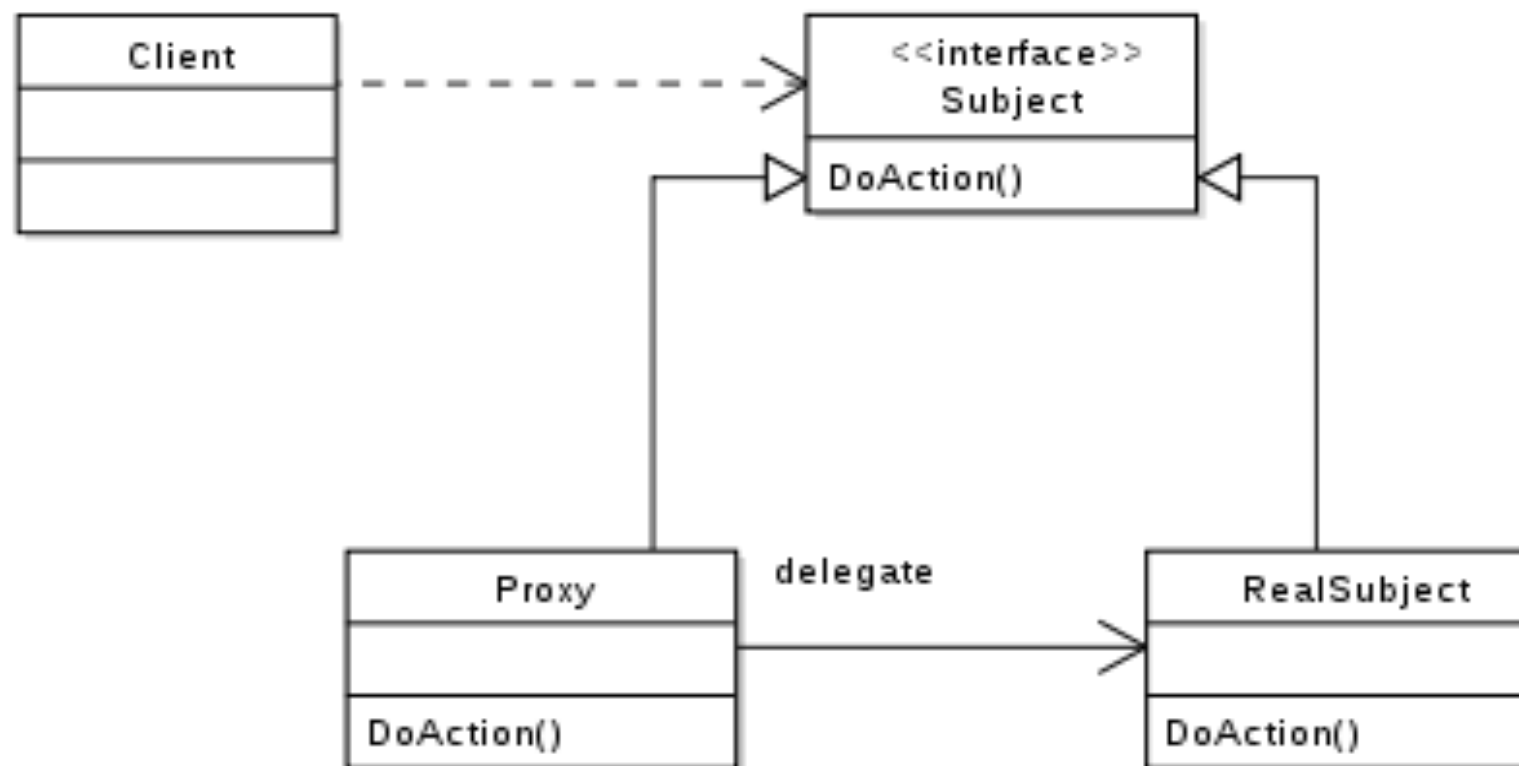 Client
<<interface>>
Subject
DoAction()
delegate
Proxy
RealSubject
DoAction()
DoAction()